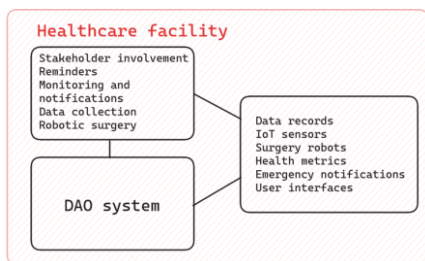 Healthcare facility
Stakeholder involvement
Reminders
Monitoring and
notifications
Data collection
Robotic surgery
Data records
IoT sensors
Surgery robots
Health metrics
Emergency notifications
User interfaces
DAO system